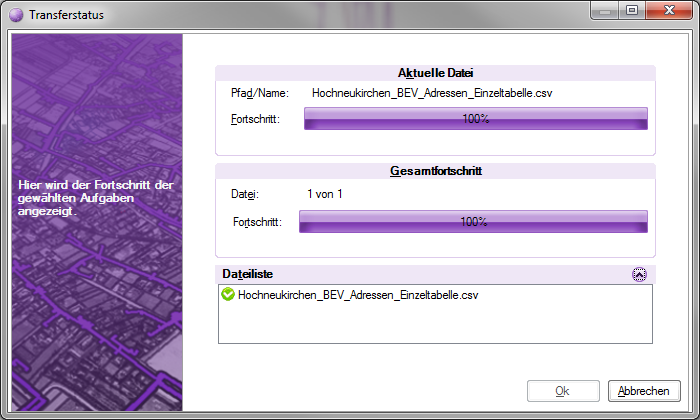 Transferstatus
Hier wird der Fortschritt der
gewählten Aufgaben
angezeigt.
Aktuelle Datei
Pfad/Name: Hochneukirchen_BEV_Adressen_Einzeltabelle.csv
Fortschritt: 100%
Gesamtfortschritt
Datei: 1 von 1
Fortschritt: 100%
Dateiliste
Hochneukirchen_BEV_Adressen_Einzeltabelle.csv
Ok Abbrechen